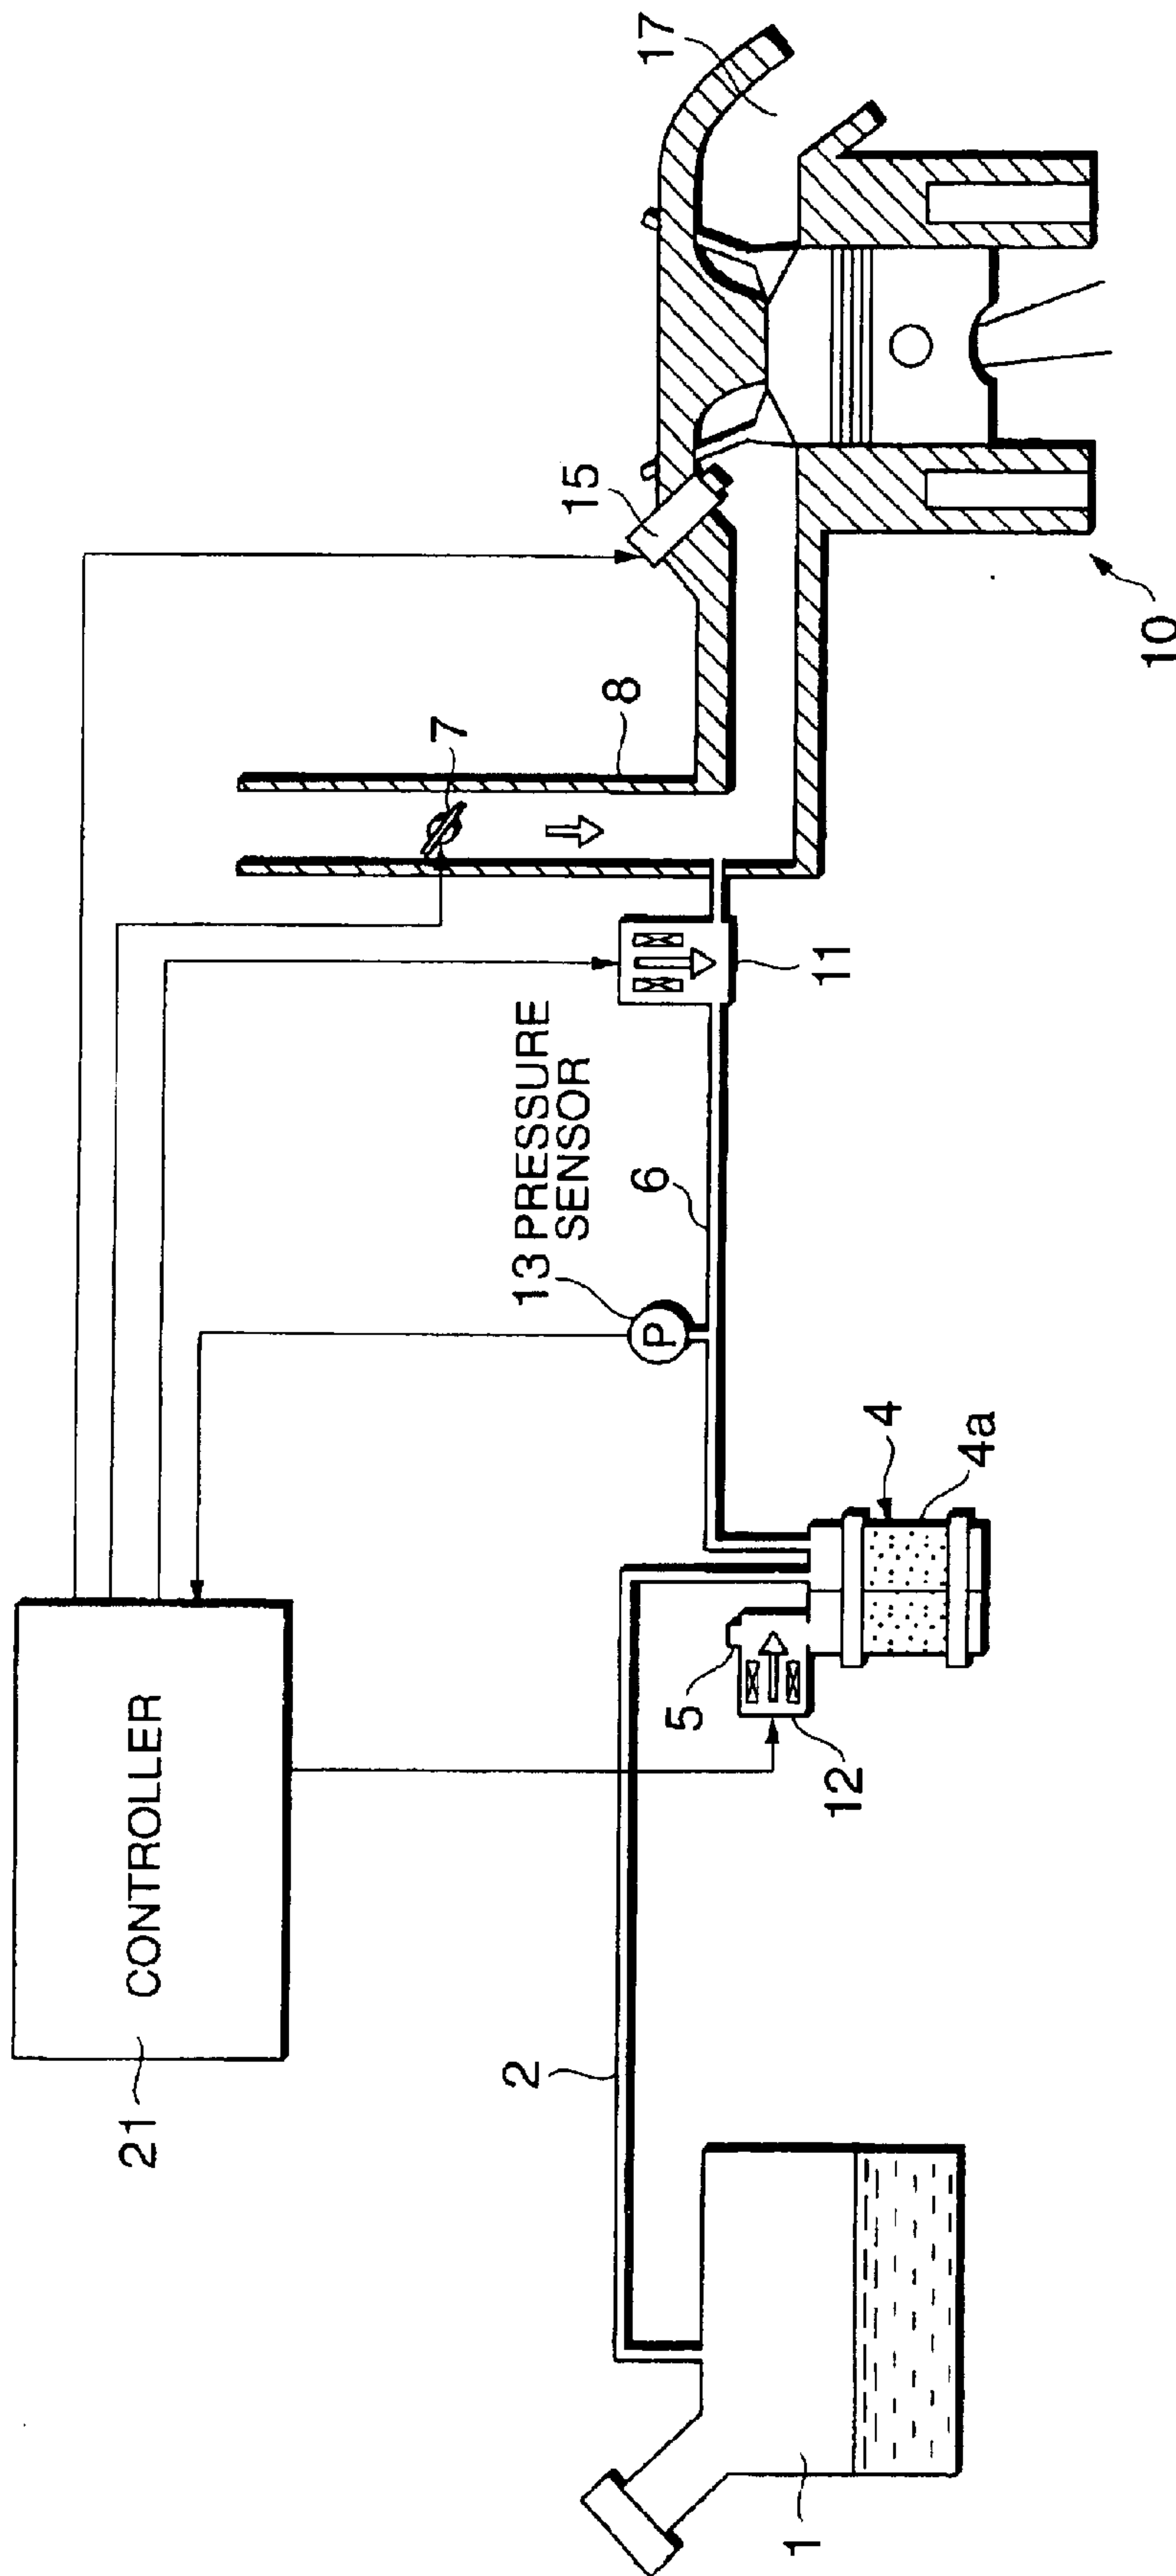 21 CONTROLLER
17
15
7
8
13 PRESSURE
SENSOR
P
6
11
10
2
5
12
4
4a
1